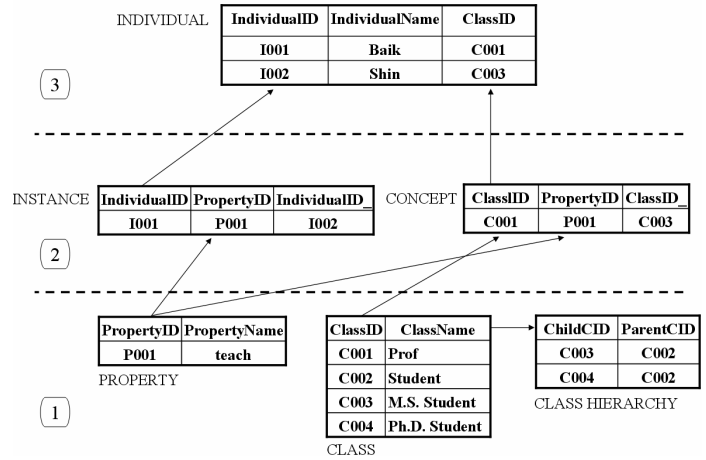 INDIVIDUAL
IndividualID IndividualName ClassID
I001 Baik C001
I002 Shin C003
3
INSTANCE
IndividualID PropertyID IndividualID_
I001 P001 I002
CONCEPT
ClassID PropertyID ClassID_
C001 P001 C003
2
PropertyID PropertyName
P001 teach
PROPERTY
ClassID ClassName
C001 Prof
C002 Student
C003 M.S. Student
C004 Ph.D. Student
CLASS
ChildCID ParentCID
C003 C002
C004 C002
CLASS HIERARCHY
1